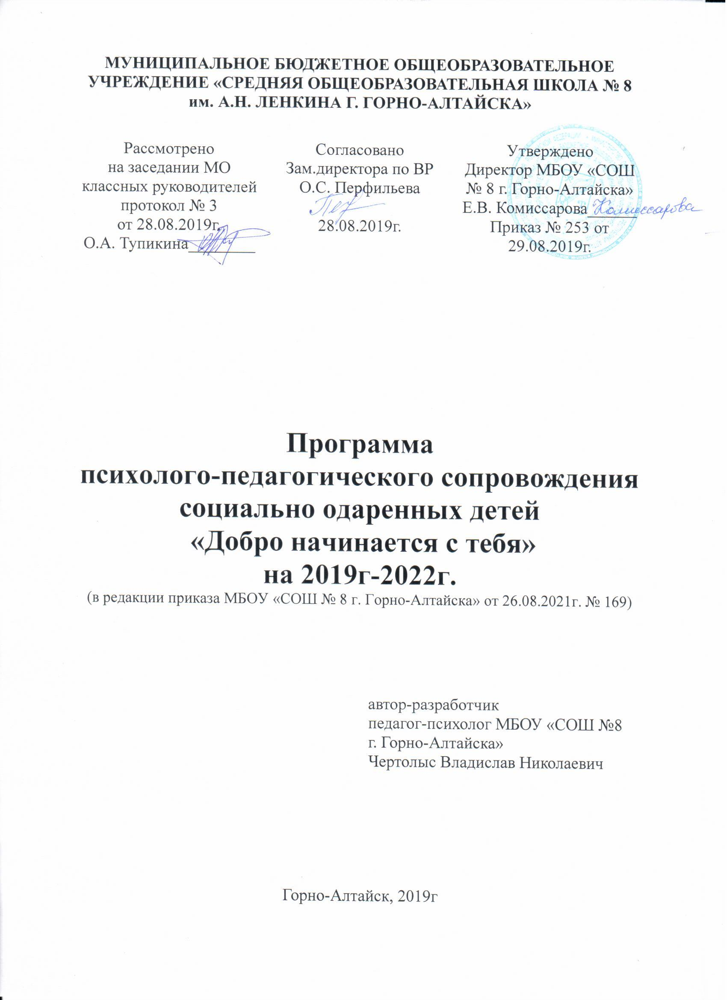 МУНИЦИПАЛЬНОЕ БЮДЖЕТНОЕ ОБЩЕОБРАЗОВАТЕЛЬНОЕ
УЧРЕЖДЕНИЕ «СРЕДНЯЯ ОБЩЕОБРАЗОВАТЕЛЬНАЯ ШКОЛА № 8
им. А.Н. ЛЕНКИНА Г. ГОРНО-АЛТАЙСКА»
Рассмотрено
на заседании МО
классных руководителей
протокол № 3
от 28.08.2019г.
О.А. Тупикина
Согласовано
Зам.директора по ВР
О.С. Перфильева
28.08.2019г.
Утверждено
Директор МБОУ «СОШ
№ 8 г. Горно-Алтайска»
Е.В. Комиссарова Комиссарова
Приказ № 253 от
29.08.2019г.
Программа
психолого-педагогического сопровождения
социально одаренных детей
«Добро начинается с тебя»
на 2019г-2022г.
(в редакции приказа МБОУ «СОШ № 8 г. Горно-Алтайска» от 26.08.2021г. № 169)
автор-разработчик
педагог-психолог МБОУ «СОШ №8
г. Горно-Алтайска»
Чертолыс Владислав Николаевич
Горно-Алтайск, 2019г